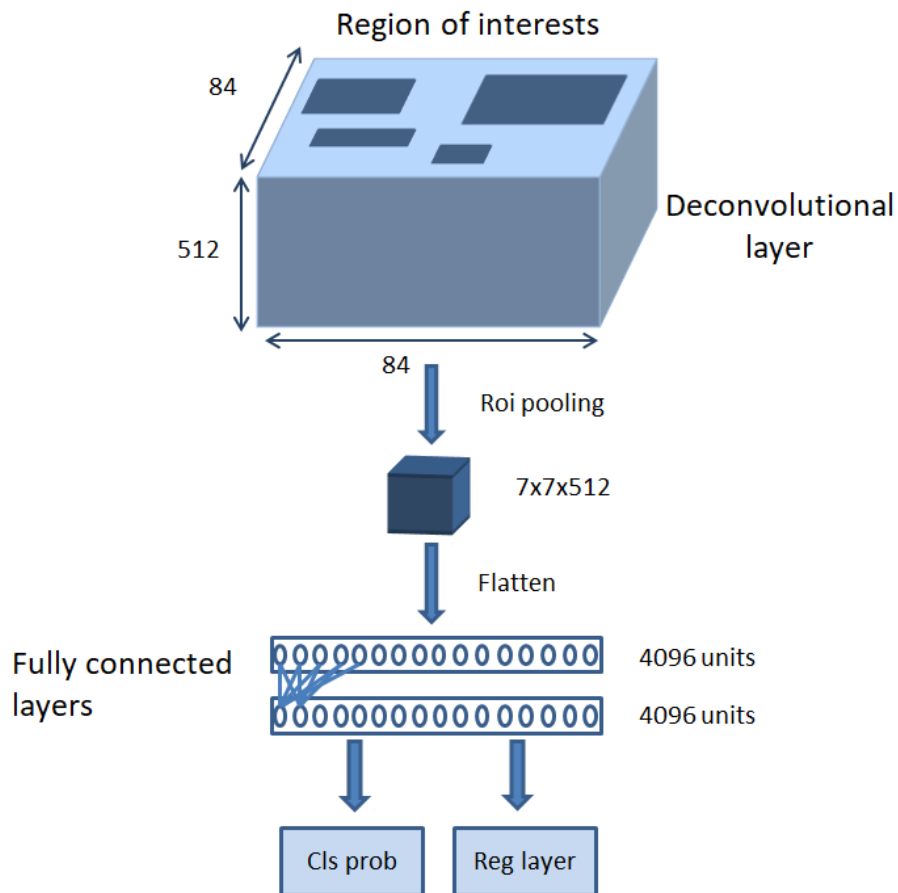 Region of interests
84
Deconvolutional
layer
512
84
Roi pooling
7x7x512
Flatten
Fully connected
layers
4096 units
4096 units
Cls prob
Reg layer